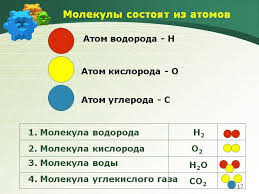 Молекулы состоят из атомов
Атом водорода – H
Атом кислорода – O
Атом углерода – C
1. Молекула водорода H₂
2. Молекула кислорода O₂
3. Молекула воды H₂O
4. Молекула углекислого газа CO₂
17